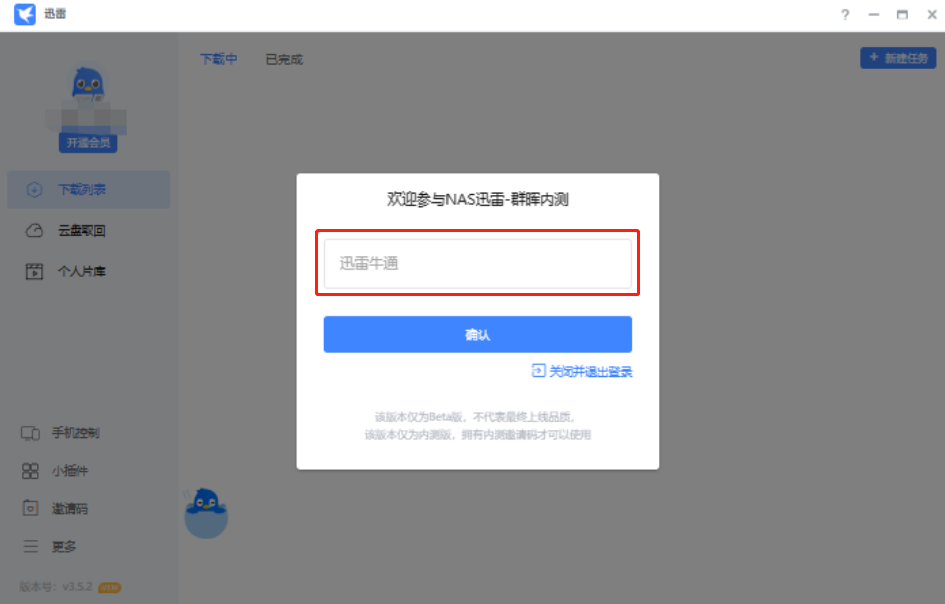 迅雷
?
下载中 已完成
+ 新建任务
开通会员
下载列表
云盘取回
个人片库
欢迎参与NAS迅雷-群晖内测
迅雷牛通
确认
关闭并退出登录
该版本仅为Beta版，不代表最终上线品质，
该版本仅为内测版，拥有内测邀请码才可以使用
手机控制
小插件
邀请码
更多
版本号：v3.5.2